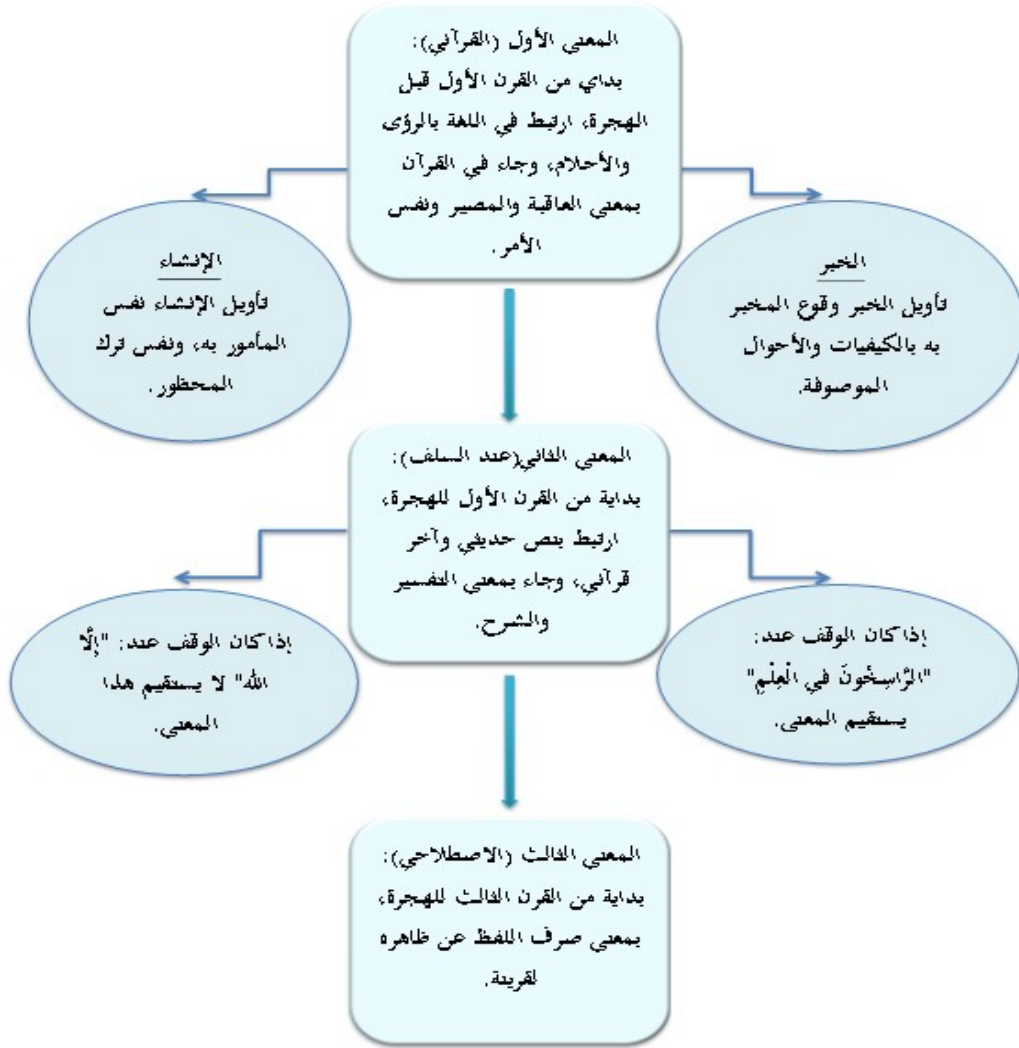 المعنى الأول (القرآني):
بداي من القرن الأول قبل
الهجرة، ارتبط في اللغة بالرؤى
والأحلام، وجاء في القرآن
بمعنى العاقبة والمصير ونفس
الأمر.
الخبر
تأويل الخبر وقوع المخبر
به بالكيفيات والأحوال
الموصوفة.
الإنشاء
تأويل الإنشاء نفس
المأمور به، ونفس ترك
المحظور.
المعنى الثاني(عند السلف):
بداية من القرن الأول للهجرة،
ارتبط بنص حديثي وآخر
قرآني، وجاء بمعنى التفسير
والشرح.
إذا كان الوقف عند:
"الرَّاسِخُونَ فِي الْعِلْمِ"
يستقيم المعنى.
إذا كان الوقف عند: "إِلَّا
الله" لا يستقيم هذا
المعنى.
المعنى الثالث (الاصطلاحي):
بداية من القرن الثالث للهجرة،
بمعنى صرف اللفظ عن ظاهره
لقرينة.